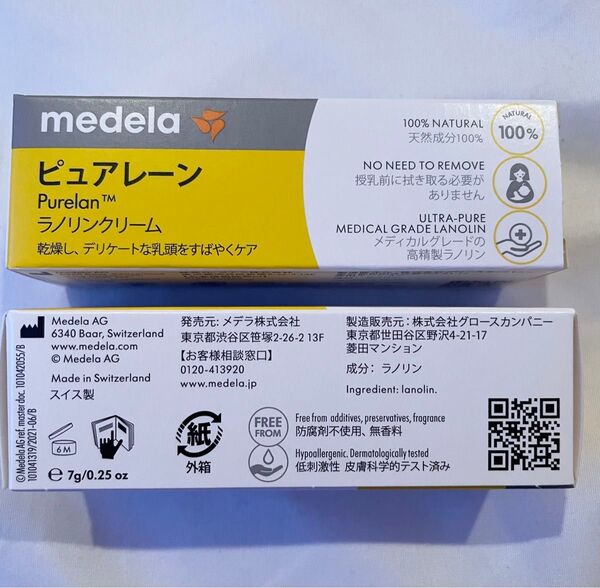 medela
ピュアレーン
Purelan™
ラノリンクリーム
乾燥し、デリケートな乳頭をすばやくケア
100% NATURAL
天然成分100%
NATURAL
100%
NO NEED TO REMOVE
授乳前に拭き取る必要が
ありません
ULTRA-PURE
MEDICAL GRADE LANOLIN
メディカルグレードの
高精製ラノリン
Medela AG
6340 Baar, Switzerland
www.medela.com
© Medela AG
Made in Switzerland
スイス製
発売元: メデラ株式会社
東京都渋谷区笹塚2-26-2 13F
【お客様相談窓口】
0120-413920
www.medela.jp
製造販売元: 株式会社グロースカンパニー
東京都世田谷区野沢4-21-17
菱田マンション
成分: ラノリン
Ingredient: lanolin.
©Medela AG ref. master doc. 101042055/B
101041319/2021-06/B
6 M
紙
外箱
FREE
FROM
Free from additives, preservatives, fragrance
防腐剤不使用、無香料
Hypoallergenic. Dermatologically tested
低刺激性 皮膚科学的テスト済み
℮ 7g/0.25 oz